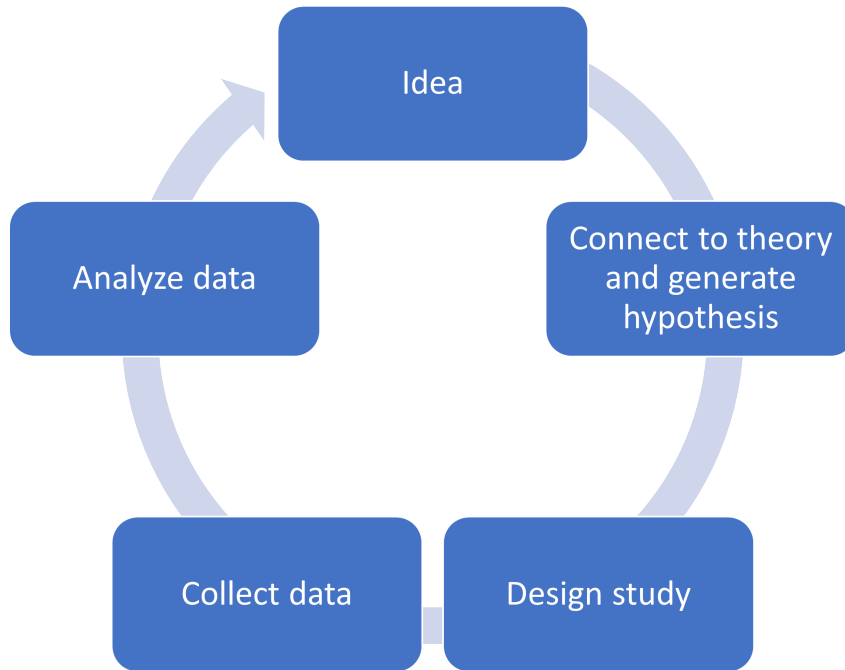 Idea
Connect to theory
and generate
hypothesis
Design study
Collect data
Analyze data